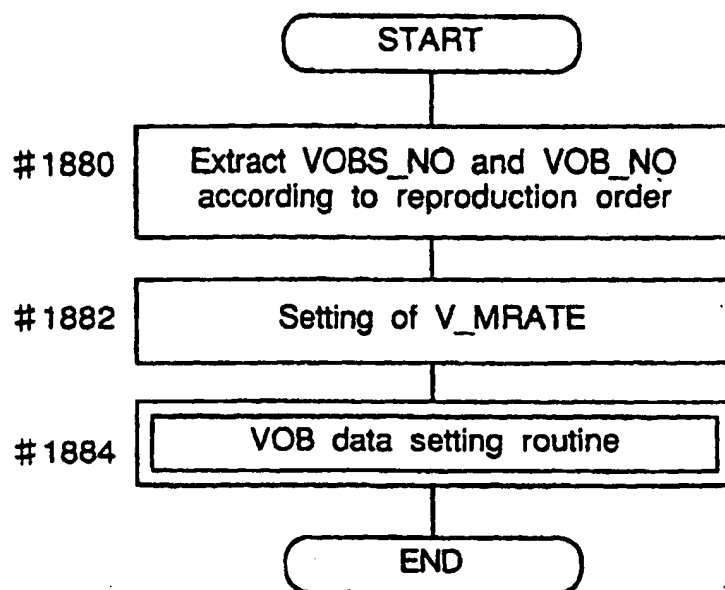 START
#1880
Extract VOBS_NO and VOB_NO
according to reproduction order
#1882
Setting of V_MRATE
#1884
VOB data setting routine
END